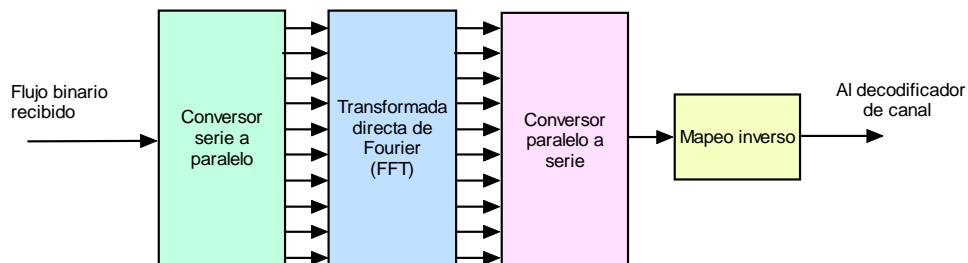 Flujo binario
recibido
Conversor
serie a
paralelo
Transformada
directa de
Fourier
(FFT)
Conversor
paralelo a
serie
Mapeo inverso
Al decodificador
de canal